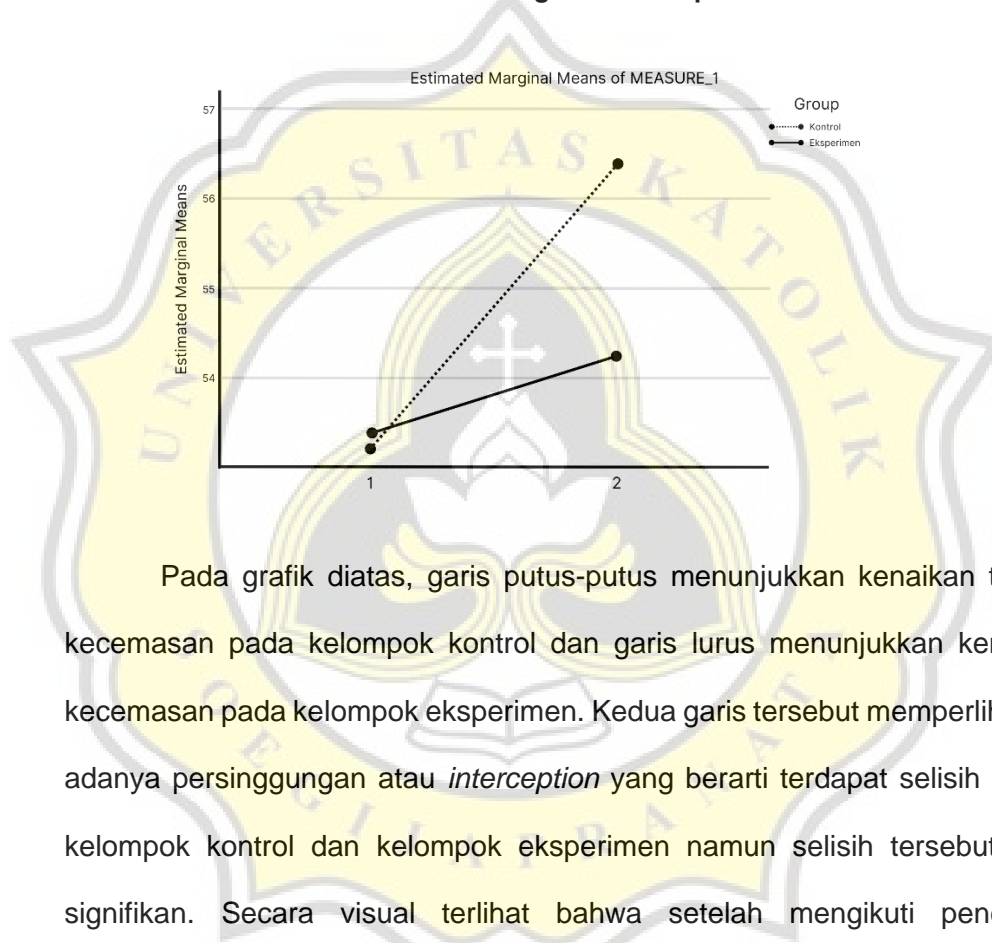 Estimated Marginal Means of MEASURE_1
Group
Kontrol
Eksperimen
Estimated Marginal Means
57
56
55
54
1
2
UNIVERSITAS KATOLIK
SOEGIJAPRANATA
Pada grafik diatas, garis putus-putus menunjukkan kenaikan
kecemasan pada kelompok kontrol dan garis lurus menunjukkan
kecemasan pada kelompok eksperimen. Kedua garis tersebut
adanya persinggungan atau interception yang berarti terdapat selisih
kelompok kontrol dan kelompok eksperimen namun selisih tersebut
signifikan. Secara visual terlihat bahwa setelah mengikuti